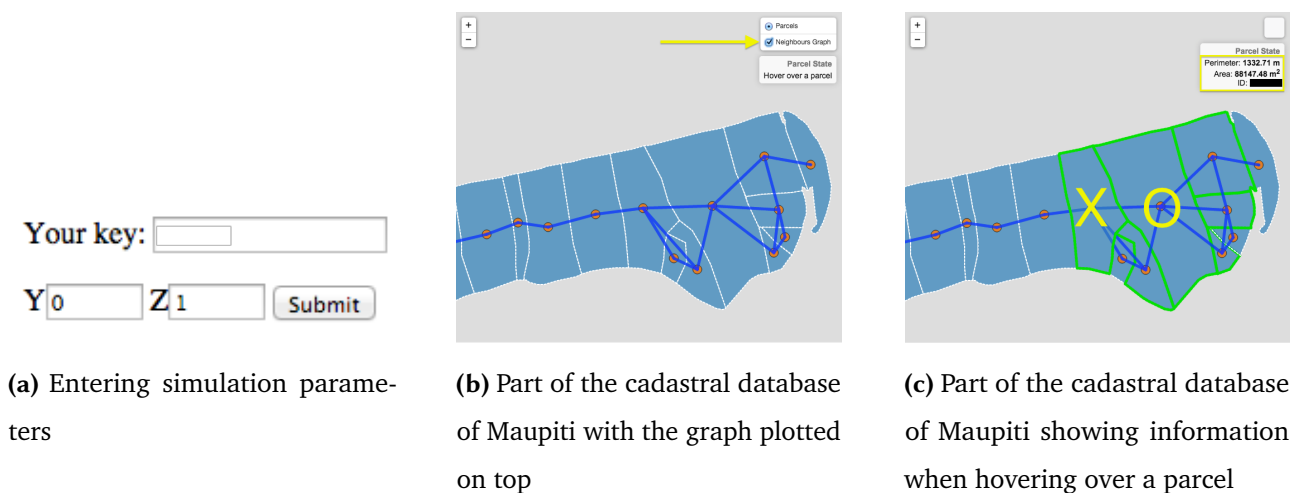 Your key:
Y 0 Z 1 Submit
(a) Entering simulation parame-
ters
+
−
Parcels
Neighbours Graph
Parcel State
Hover over a parcel
(b) Part of the cadastral database
of Maupiti with the graph plotted
on top
+
−
Parcel State
Perimeter: 1332.71 m
Area: 88147.48 m²
ID:
X O
(c) Part of the cadastral database
of Maupiti showing information
when hovering over a parcel